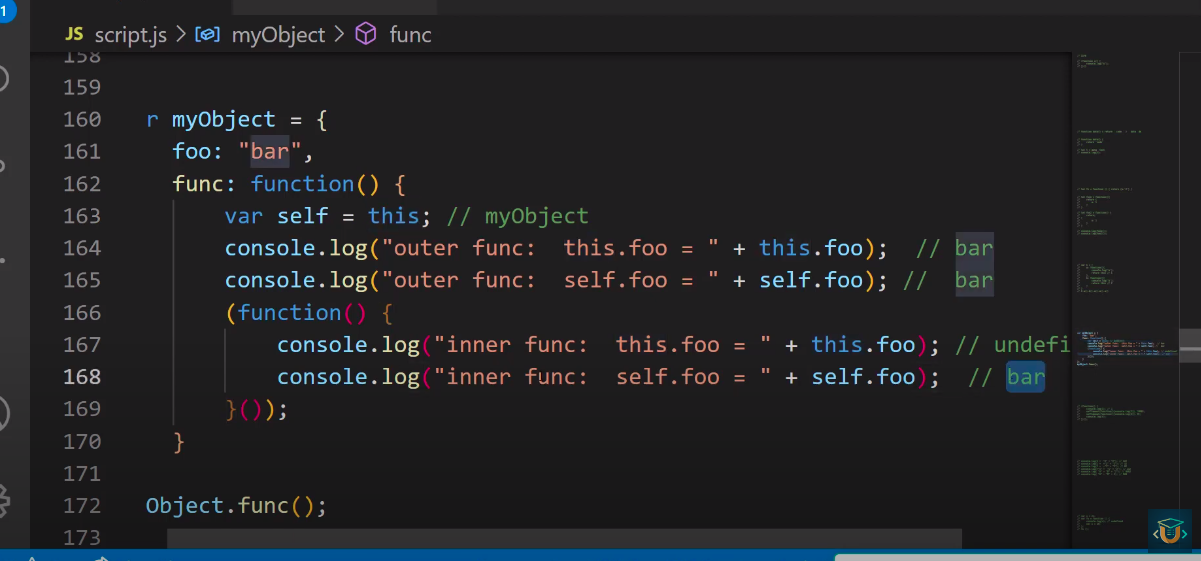 1
JS script.js > myObject > func
158
159
160 r myObject = {
161 foo: "bar",
162 func: function() {
163 var self = this; // myObject
164 console.log("outer func:  this.foo = " + this.foo);  // bar
165 console.log("outer func:  self.foo = " + self.foo); //  bar
166 (function() {
167 console.log("inner func:  this.foo = " + this.foo); // undefi
168 console.log("inner func:  self.foo = " + self.foo);  // bar
169 }());
170 }
171
172 Object.func();
173